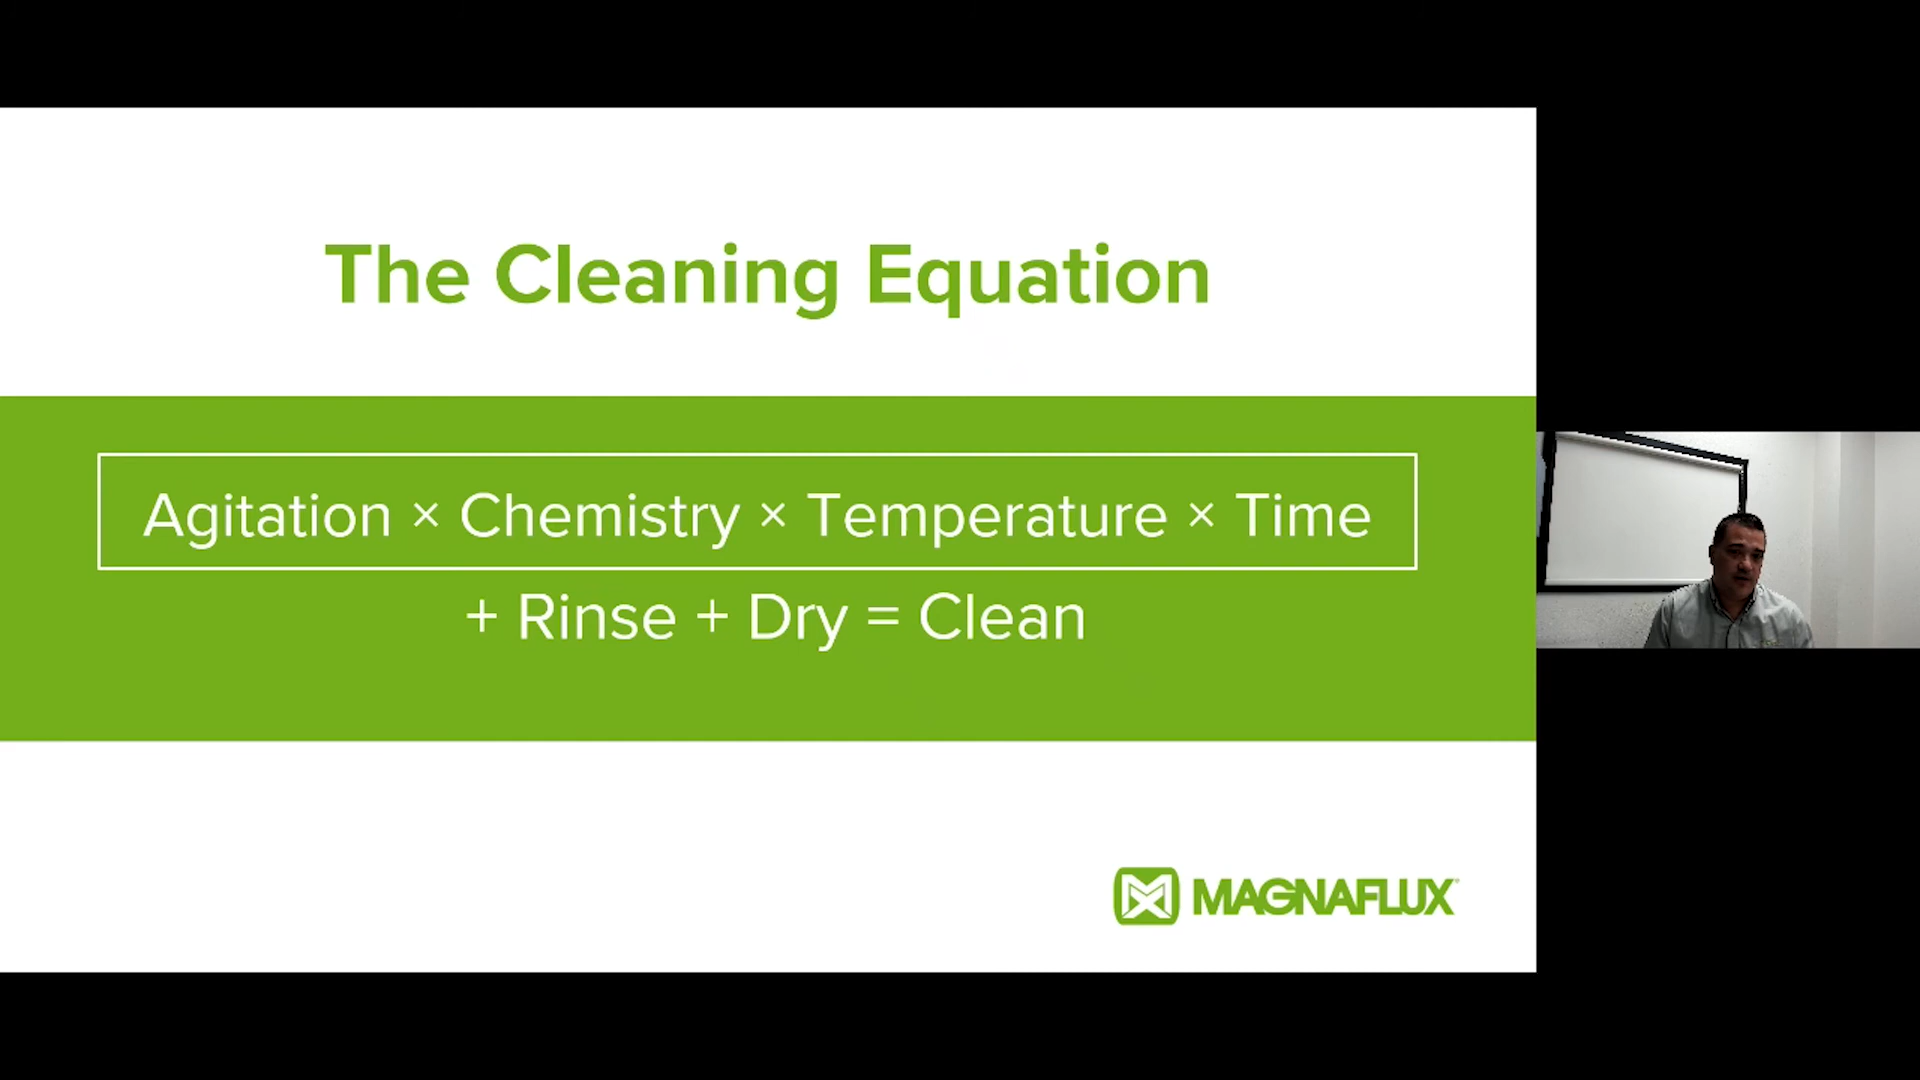 The Cleaning Equation
Agitation × Chemistry × Temperature × Time
+ Rinse + Dry = Clean
MAGNAFLUX